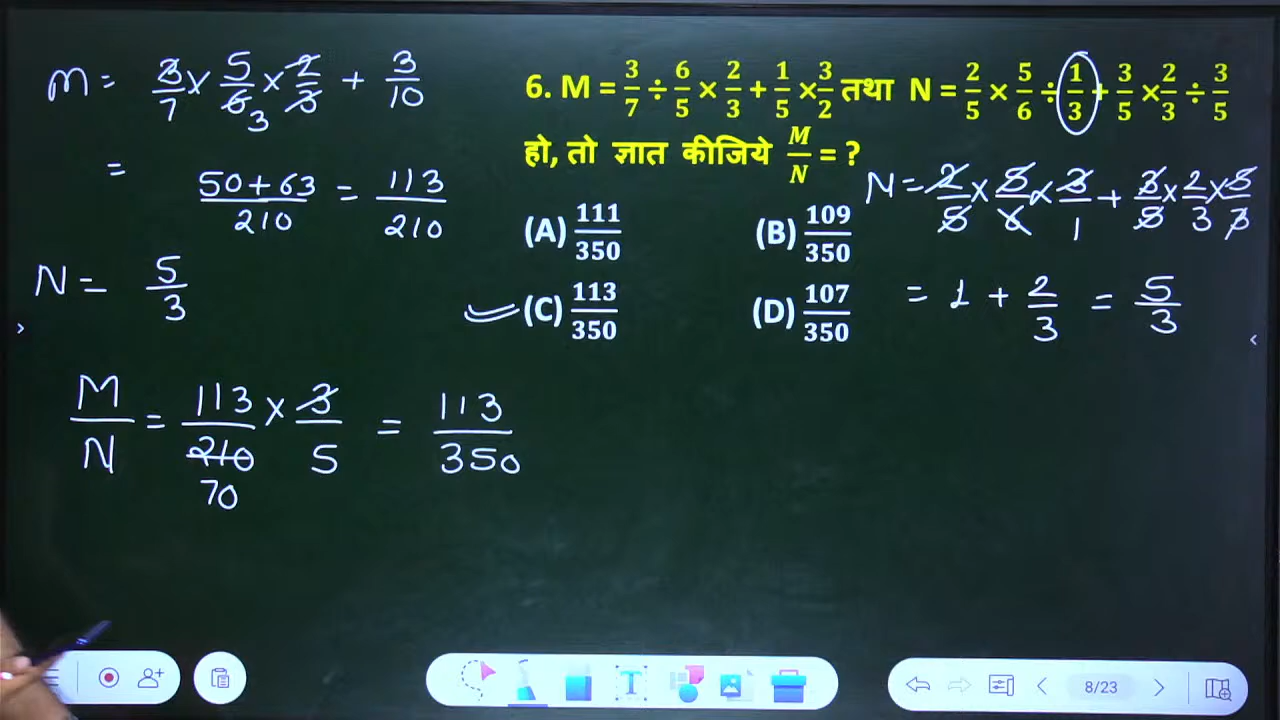 M = 3/7 × 5/6 3 × 2/3 + 3/10
= 50+63/210 = 113/210
N = 5/3
M/N = 113/210 70 × 3/5 = 113/350
6. M = 3/7 ÷ 6/5 × 2/3 + 1/5 × 3/2 तथा N = 2/5 × 5/6 ÷ 1/3 + 3/5 × 2/3 ÷ 3/5
हो, तो ज्ञात कीजिये M/N = ?
(A) 111/350 (B) 109/350
(C) 113/350 (D) 107/350
N = 2/5 × 5/6 × 3/1 + 3/5 × 2/3 × 5/3
= 1 + 2/3 = 5/3
T
8/23